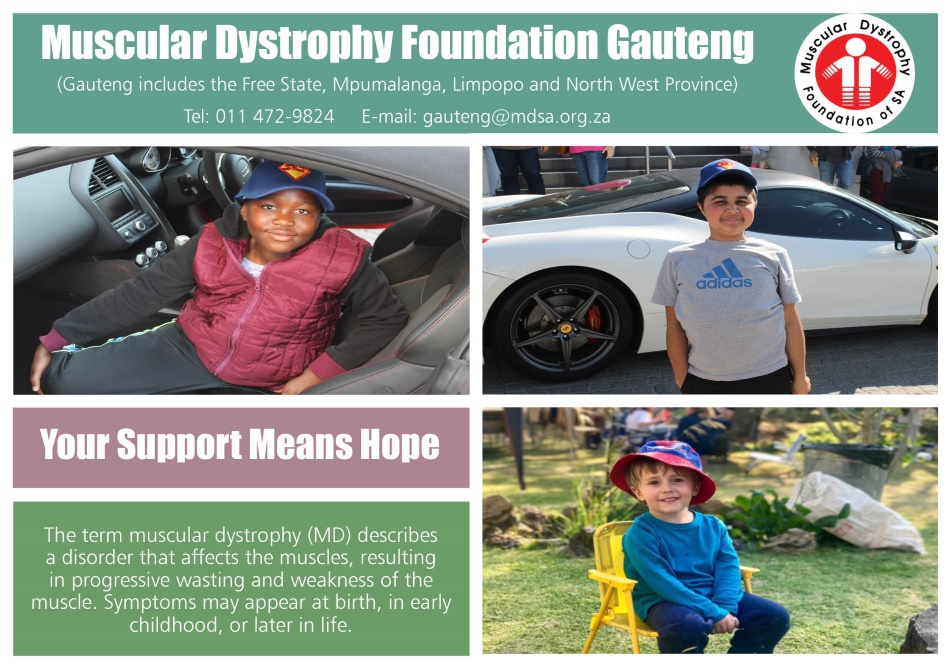 Muscular Dystrophy Foundation Gauteng
(Gauteng includes the Free State, Mpumalanga, Limpopo and North West Province)
Tel: 011 472-9824 E-mail: gauteng@mdsa.org.za
Muscular Dystrophy
Foundation of SA
adidas
Your Support Means Hope
The term muscular dystrophy (MD) describes
a disorder that affects the muscles, resulting
in progressive wasting and weakness of the
muscle. Symptoms may appear at birth, in early
childhood, or later in life.